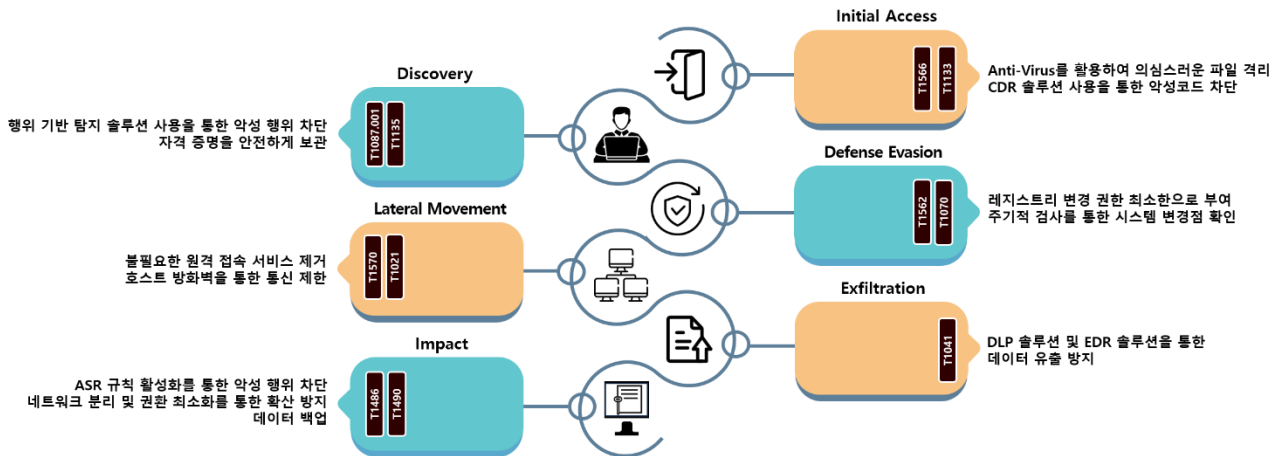 Initial Access
T1566
T1133
Anti-Virus를 활용하여 의심스러운 파일 격리
CDR 솔루션 사용을 통한 악성코드 차단
Discovery
행위 기반 탐지 솔루션 사용을 통한 악성 행위 차단
자격 증명을 안전하게 보관
T1087.001
T1135
Defense Evasion
T1562
T1070
레지스트리 변경 권한 최소한으로 부여
주기적 검사를 통한 시스템 변경점 확인
Lateral Movement
불필요한 원격 접속 서비스 제거
호스트 방화벽을 통한 통신 제한
T1570
T1021
Exfiltration
T1041
DLP 솔루션 및 EDR 솔루션을 통한
데이터 유출 방지
Impact
ASR 규칙 활성화를 통한 악성 행위 차단
네트워크 분리 및 권환 최소화를 통한 확산 방지
데이터 백업
T1486
T1490